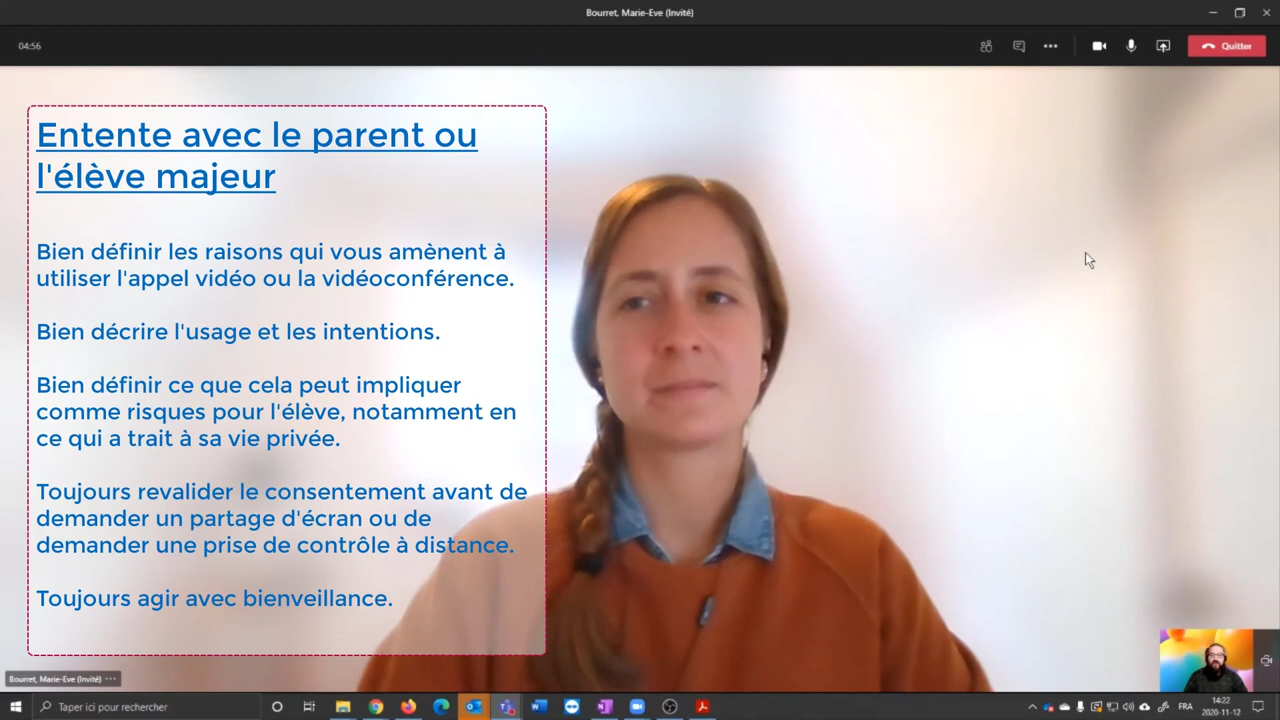 Bourret, Marie-Eve (Invité)
04:56
Quitter
Entente avec le parent ou
l'élève majeur
Bien définir les raisons qui vous amènent à
utiliser l'appel vidéo ou la vidéoconférence.
Bien décrire l'usage et les intentions.
Bien définir ce que cela peut impliquer
comme risques pour l'élève, notamment en
ce qui a trait à sa vie privée.
Toujours revalider le consentement avant de
demander un partage d'écran ou de
demander une prise de contrôle à distance.
Toujours agir avec bienveillance.
Bourret, Marie-Eve (Invité)
Taper ici pour rechercher
FRA
14:22
2020-11-12